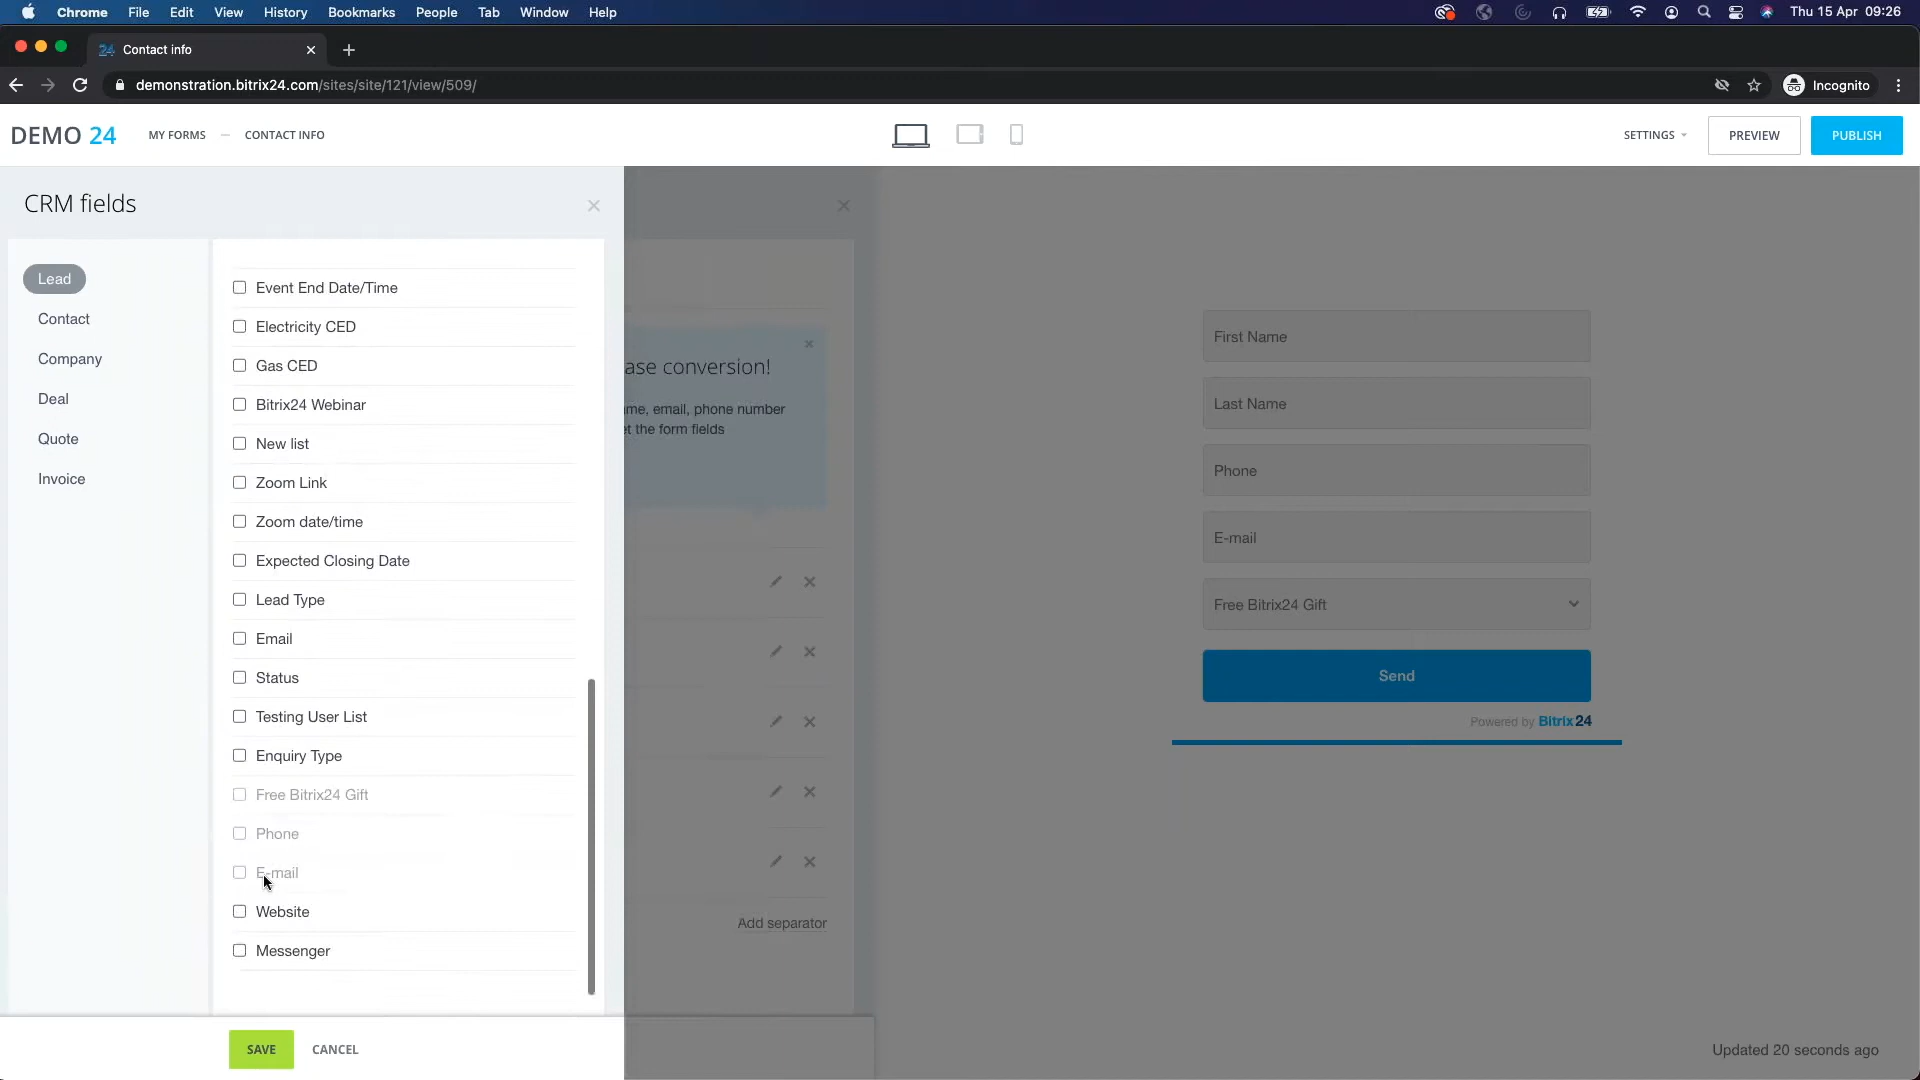 Chrome File Edit View History Bookmarks People Tab Window Help Thu 15 Apr 09:26
24 Contact info
demonstration.bitrix24.com/sites/site/121/view/509/ Incognito
DEMO 24 MY FORMS – CONTACT INFO SETTINGS PREVIEW PUBLISH
CRM fields
Lead
Contact
Company
Deal
Quote
Invoice
Event End Date/Time
Electricity CED
Gas CED
Bitrix24 Webinar
New list
Zoom Link
Zoom date/time
Expected Closing Date
Lead Type
Email
Status
Testing User List
Enquiry Type
Free Bitrix24 Gift
Phone
E-mail
Website
Messenger
SAVE CANCEL
ase conversion!
me, email, phone number
et the form fields
Add separator
First Name
Last Name
Phone
E-mail
Free Bitrix24 Gift
Send
Powered by Bitrix24
Updated 20 seconds ago